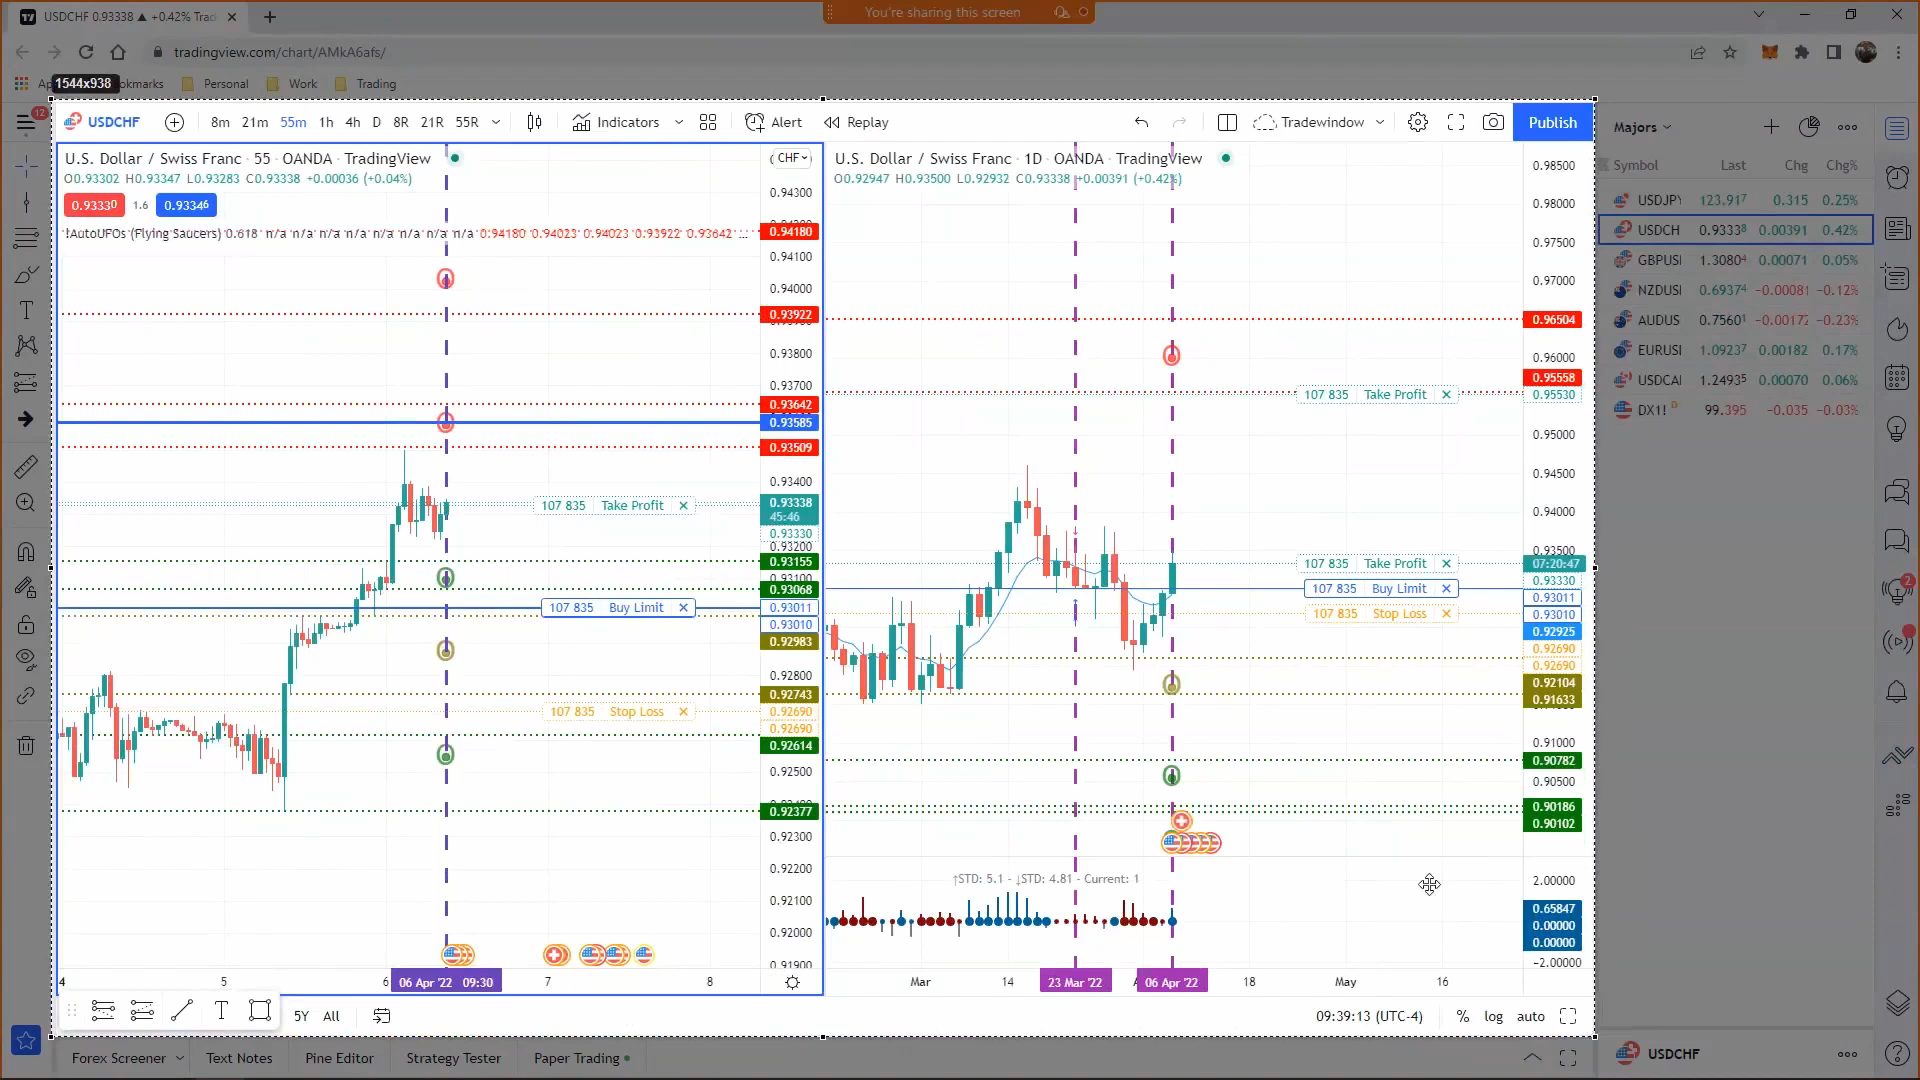 USDCHF 0.93338 ▲ +0.42% Trad
You're sharing this screen
tradingview.com/chart/AMkA6afs/
1544x938
Personal
Work
Trading
12
USDCHF
8m 21m 55m 1h 4h D 8R 21R 55R
Indicators
Alert
Replay
Tradewindow
Publish
U.S. Dollar / Swiss Franc · 55 · OANDA · TradingView
O0.93302 H0.93347 L0.93283 C0.93338 +0.00036 (+0.04%)
0.93330 1.6 0.93346
!AutoUFOs (Flying Saucers) 0.618 n/a n/a n/a n/a n/a n/a n/a n/a 0.94180 0.94023 0.94023 0.93922 0.93642 ...
CHF
0.94300
0.94180
0.94100
0.94000
0.93922
0.93800
0.93700
0.93642
0.93585
0.93509
0.93400
0.93338
45:46
0.93330
0.93200
0.93155
0.93100
0.93068
0.93011
0.93010
0.92983
0.92800
0.92743
0.92690
0.92690
0.92614
0.92500
0.92377
0.92300
0.92200
0.92100
0.92000
0.91900
107 835 Take Profit
107 835 Buy Limit
107 835 Stop Loss
4 5 6 06 Apr '22 09:30 7 8
U.S. Dollar / Swiss Franc · 1D · OANDA · TradingView
O0.92947 H0.93500 L0.92932 C0.93338 +0.00391 (+0.42%)
0.98500
0.98000
0.97500
0.97000
0.96504
0.96000
0.95558
0.95530
0.95000
0.94500
0.94000
0.93500
07:20:47
0.93330
0.93011
0.93010
0.92925
0.92690
0.92690
0.92104
0.91633
0.91000
0.90782
0.90500
0.90186
0.90102
107 835 Take Profit
107 835 Take Profit
107 835 Buy Limit
107 835 Stop Loss
↑STD: 5.1 - ↓STD: 4.81 - Current: 1
2.00000
0.65847
0.00000
0.00000
-2.00000
Mar 14 23 Mar '22 06 Apr '22 18 May 16
5Y All
09:39:13 (UTC-4)
% log auto
Forex Screener
Text Notes
Pine Editor
Strategy Tester
Paper Trading
Majors
Symbol Last Chg Chg%
USDJPY 123.917 0.315 0.25%
USDCH 0.93338 0.00391 0.42%
GBPUSI 1.30804 0.00071 0.05%
NZDUSI 0.69374 -0.00081 -0.12%
AUDUS 0.75601 -0.00172 -0.23%
EURUSI 1.09237 0.00182 0.17%
USDCAI 1.24935 0.00070 0.06%
DX1! D 99.395 -0.035 -0.03%
2
USDCHF